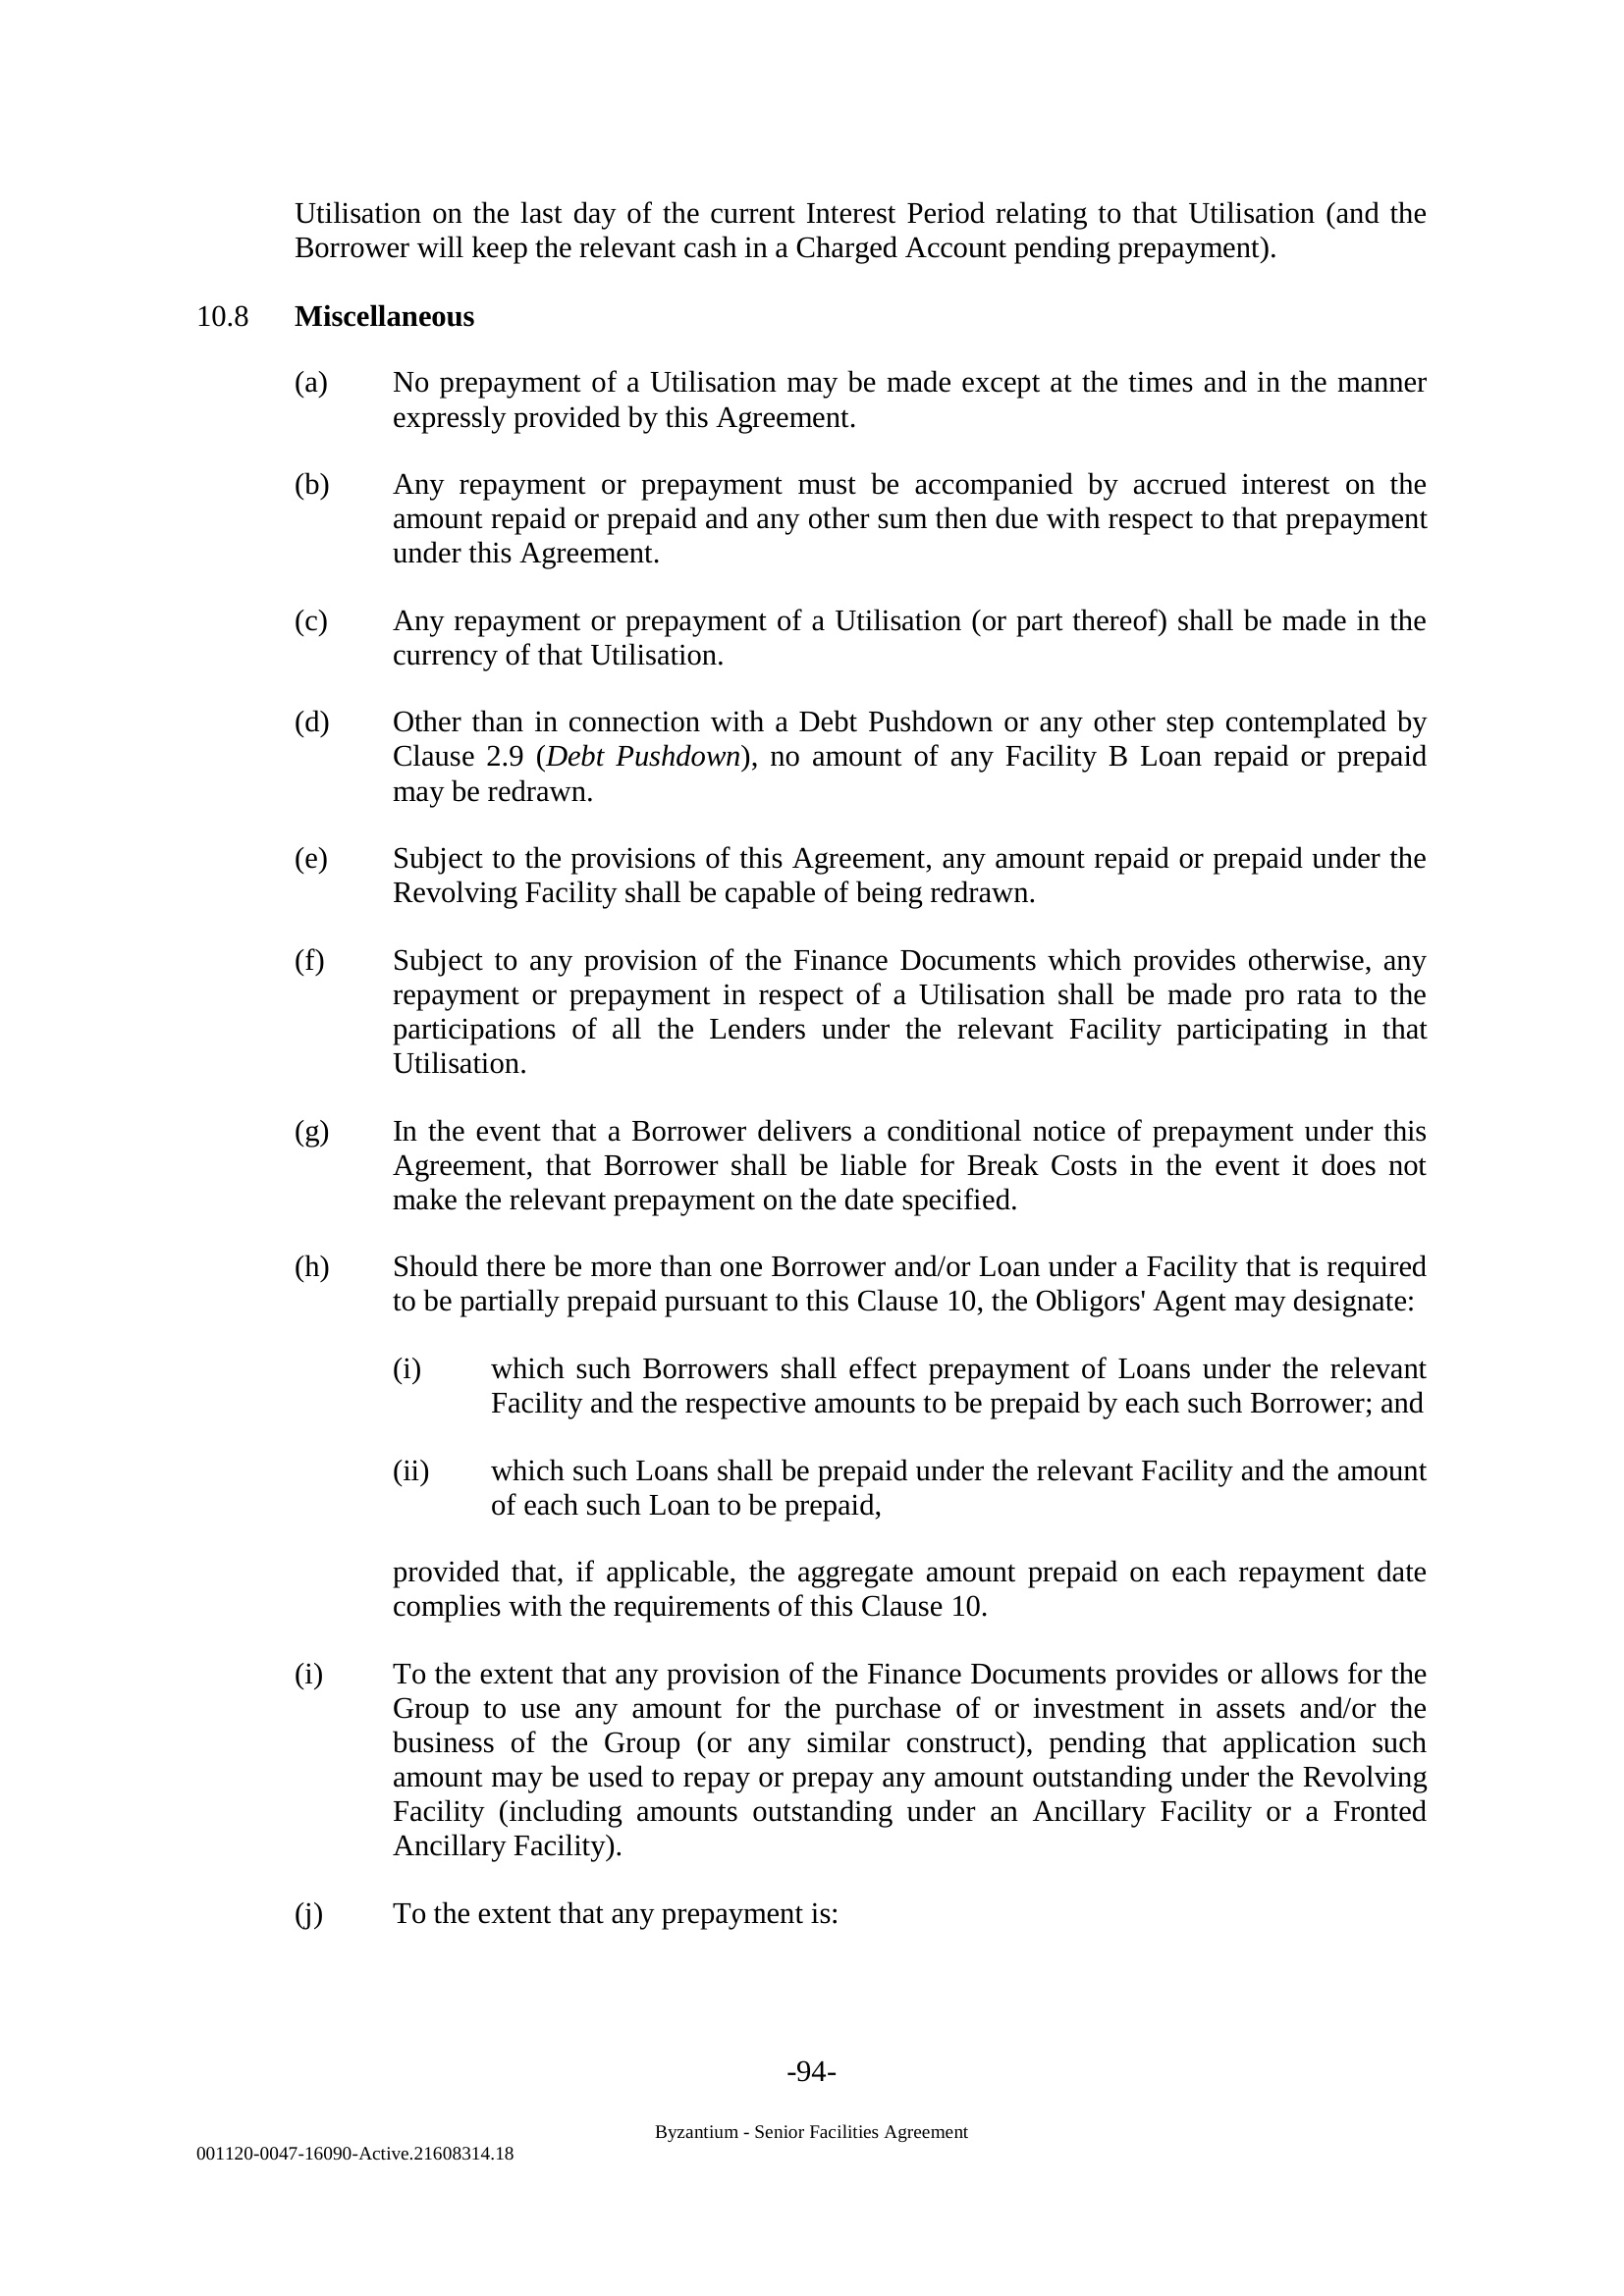 Utilisation on the last day of the current Interest Period relating to that Utilisation (and the
Borrower will keep the relevant cash in a Charged Account pending prepayment).
10.8 Miscellaneous
(a) No prepayment of a Utilisation may be made except at the times and in the manner
expressly provided by this Agreement.
(b) Any repayment or prepayment must be accompanied by accrued interest on the
amount repaid or prepaid and any other sum then due with respect to that prepayment
under this Agreement.
(c) Any repayment or prepayment of a Utilisation (or part thereof) shall be made in the
currency of that Utilisation.
(d) Other than in connection with a Debt Pushdown or any other step contemplated by
Clause 2.9 (Debt Pushdown), no amount of any Facility B Loan repaid or prepaid
may be redrawn.
(e) Subject to the provisions of this Agreement, any amount repaid or prepaid under the
Revolving Facility shall be capable of being redrawn.
(f) Subject to any provision of the Finance Documents which provides otherwise, any
repayment or prepayment in respect of a Utilisation shall be made pro rata to the
participations of all the Lenders under the relevant Facility participating in that
Utilisation.
(g) In the event that a Borrower delivers a conditional notice of prepayment under this
Agreement, that Borrower shall be liable for Break Costs in the event it does not
make the relevant prepayment on the date specified.
(h) Should there be more than one Borrower and/or Loan under a Facility that is required
to be partially prepaid pursuant to this Clause 10, the Obligors' Agent may designate:
(i) which such Borrowers shall effect prepayment of Loans under the relevant
Facility and the respective amounts to be prepaid by each such Borrower; and
(ii) which such Loans shall be prepaid under the relevant Facility and the amount
of each such Loan to be prepaid,
provided that, if applicable, the aggregate amount prepaid on each repayment date
complies with the requirements of this Clause 10.
(i) To the extent that any provision of the Finance Documents provides or allows for the
Group to use any amount for the purchase of or investment in assets and/or the
business of the Group (or any similar construct), pending that application such
amount may be used to repay or prepay any amount outstanding under the Revolving
Facility (including amounts outstanding under an Ancillary Facility or a Fronted
Ancillary Facility).
(j) To the extent that any prepayment is:
-94-
Byzantium - Senior Facilities Agreement
001120-0047-16090-Active.21608314.18